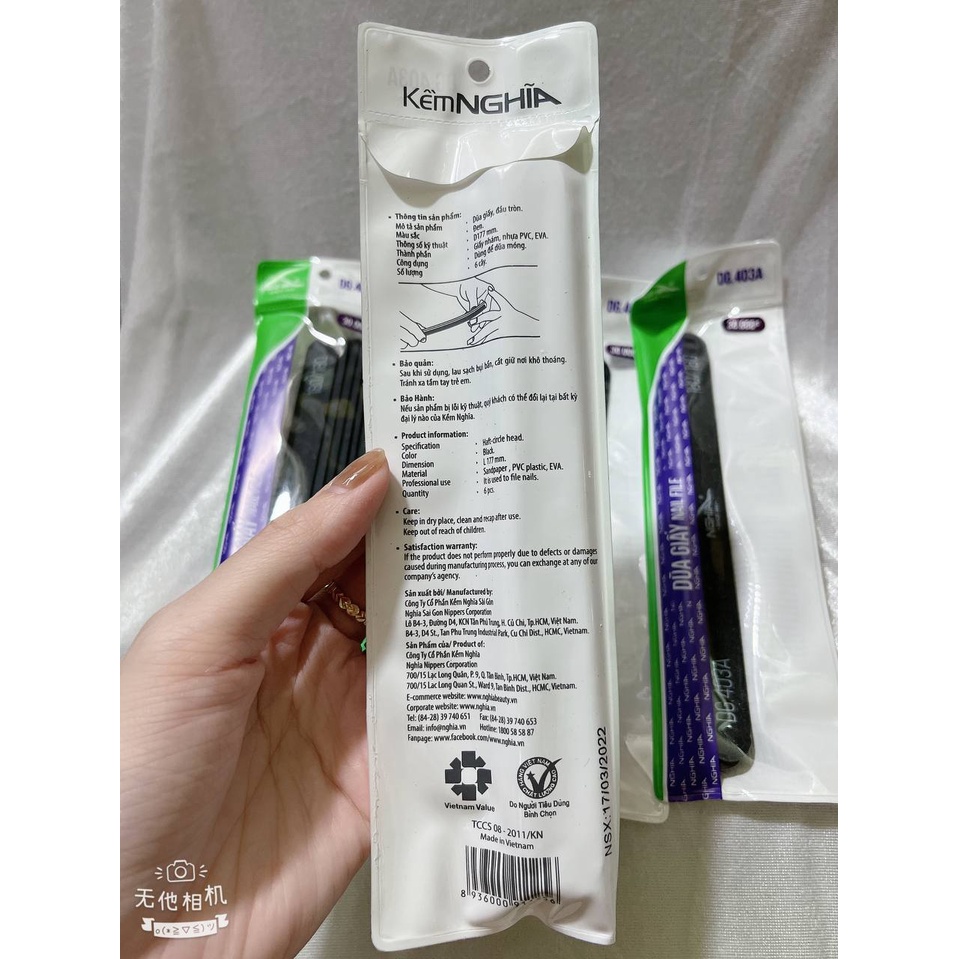 KềmNGHĨA
• Thông tin sản phẩm:
Mô tả sản phẩm • Dũa giấy, đầu tròn.
Màu sắc • Đen.
Thông số kỹ thuật • D177 mm.
Thành phần • Giấy nhám, nhựa PVC, EVA.
Công dụng • Dùng để dũa móng.
Số lượng • 6 cây.
• Bảo quản:
Sau khi sử dụng, lau sạch bụi bẩn, cất giữ nơi khô thoáng.
Tránh xa tầm tay trẻ em.
• Bảo Hành:
Nếu sản phẩm bị lỗi kỹ thuật, quý khách có thể đổi lại tại bất kỳ
đại lý nào của Kềm Nghĩa.
• Product information:
Specification • Haft-circle head.
Color • Black.
Dimension • L 177 mm.
Material • Sandpaper , PVC plastic, EVA.
Professional use • It is used to file nails.
Quantity • 6 pcs.
• Care:
Keep in dry place, clean and recap after use.
Keep out of reach of children.
• Satisfaction warranty:
If the product does not perform properly due to defects or damages
caused during manufacturing process, you can exchange at any of our
company's agency.
Sản xuất bởi/ Manufactured by:
Công Ty Cổ Phần Kềm Nghĩa Sài Gòn
Nghia Sai Gon Nippers Corporation
Lô B4-3, Đường D4, KCN Tân Phú Trung, H. Củ Chi, Tp.HCM, Việt Nam.
B4-3, D4 St., Tan Phu Trung Industrial Park, Cu Chi Dist., HCMC, Vietnam.
Sản Phẩm của/ Product of:
Công Ty Cổ Phần Kềm Nghĩa
Nghia Nippers Corporation
700/15 Lạc Long Quân, P. 9, Q. Tân Bình, Tp.HCM, Việt Nam.
700/15 Lac Long Quan St., Ward 9, Tan Binh Dist., HCMC, Vietnam.
E-commerce website: www.nghiabeauty.vn
Corporate website: www.nghia.vn
Tel: (84-28) 39 740 651 Fax: (84-28) 39 740 653
Email: info@nghia.vn Hotline: 1800 58 58 87
Fanpage: www.facebook.com/www.nghia.vn
Vietnam Value
HÀNG VIỆT NAM
CHẤT LƯỢNG CAO
Do Người Tiêu Dùng
Bình Chọn
TCCS 08 - 2011/KN
Made in Vietnam
8 936000
NSX:17/03/2022
DG.403A
DŨA GIẤY NAIL FILE
NGHĨA
DG.403A
无他相机